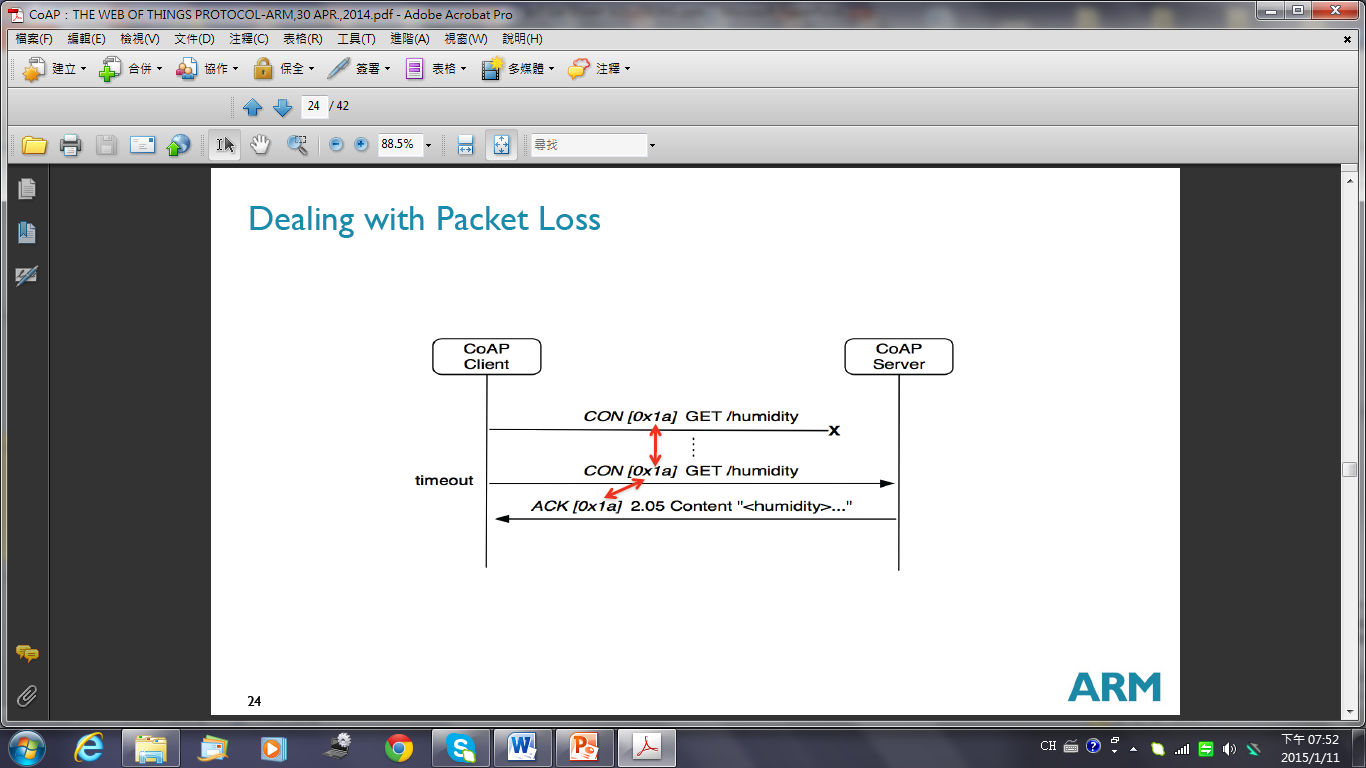 CoAP : THE WEB OF THINGS PROTOCOL-ARM,30 APR.,2014.pdf - Adobe Acrobat Pro
檔案(F) 編輯(E) 檢視(V) 文件(D) 注釋(C) 表格(R) 工具(T) 進階(A) 視窗(W) 說明(H)
建立 合併 協作 保全 簽署 表格 多媒體 注釋
24 / 42
88.5% 尋找
Dealing with Packet Loss
CoAP
Client
CoAP
Server
CON [0x1a] GET /humidity
x
timeout
CON [0x1a] GET /humidity
ACK [0x1a] 2.05 Content "<humidity>..."
24
ARM
CH
下午 07:52
2015/1/11